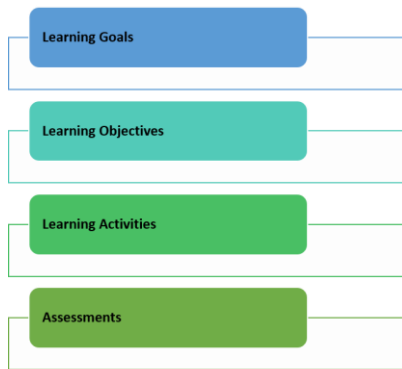 Learning Goals
Learning Objectives
Learning Activities
Assessments